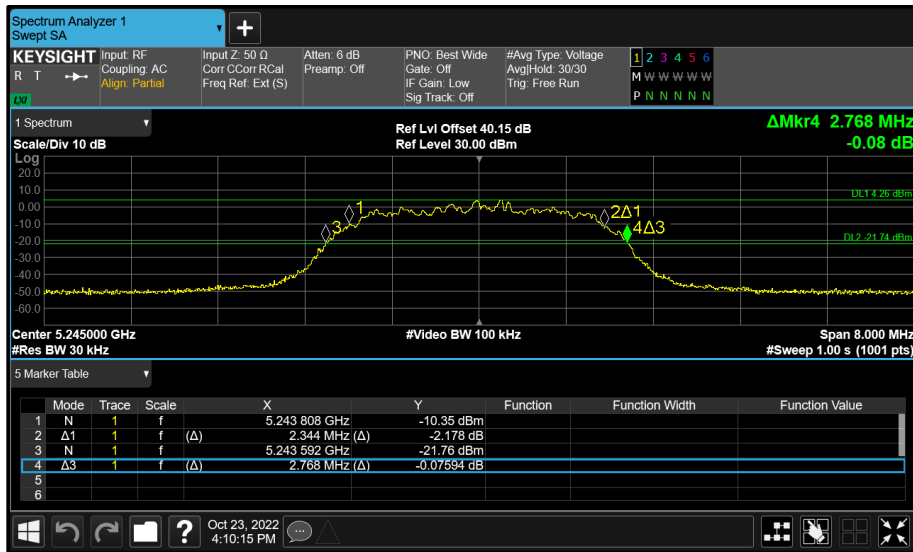 Spectrum Analyzer 1
Swept SA
+
KEYSIGHT Input: RF Input Z: 50 Ω Atten: 6 dB PNO: Best Wide #Avg Type: Voltage 1 2 3 4 5 6
R T Coupling: AC Corr CCorr RCal Preamp: Off Gate: Off Avg|Hold: 30/30 M W W W W W
Align: Partial Freq Ref: Ext (S) IF Gain: Low Trig: Free Run
LXI Sig Track: Off P N N N N N
1 Spectrum Ref Lvl Offset 40.15 dB ΔMkr4 2.768 MHz
Scale/Div 10 dB Ref Level 30.00 dBm -0.08 dB
Log
20.0
10.0 DL1 4.26 dBm
0.00 1 2Δ1
-10.0 3 4Δ3
-20.0 DL2 -21.74 dBm
-30.0
-40.0
-50.0
-60.0
Center 5.245000 GHz #Video BW 100 kHz Span 8.000 MHz
#Res BW 30 kHz #Sweep 1.00 s (1001 pts)
5 Marker Table
Mode Trace Scale X Y Function Function Width Function Value
1 N 1 f 5.243 808 GHz -10.35 dBm
2 Δ1 1 f (Δ) 2.344 MHz (Δ) -2.178 dB
3 N 1 f 5.243 592 GHz -21.76 dBm
4 Δ3 1 f (Δ) 2.768 MHz (Δ) -0.07594 dB
5
6
? Oct 23, 2022
4:10:15 PM